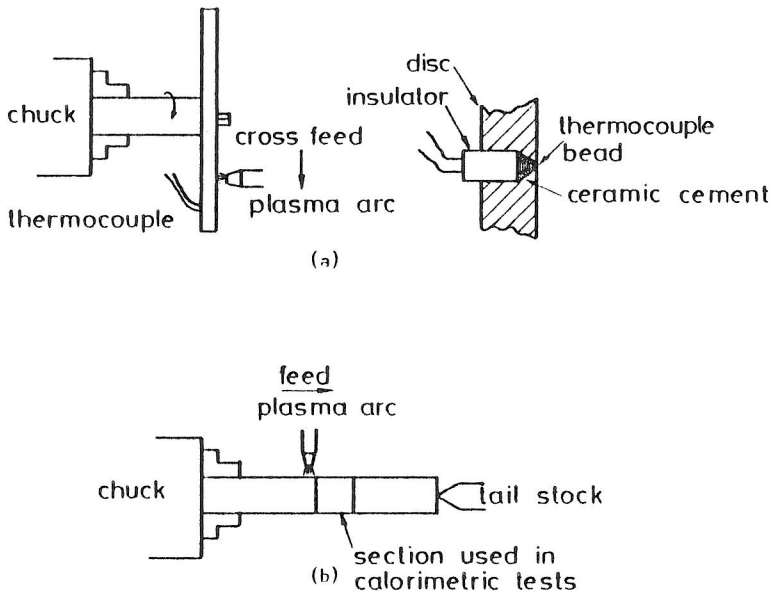 chuck
cross feed
plasma arc
thermocouple
disc
insulator
thermocouple
bead
ceramic cement
(a)
feed
plasma arc
chuck
tail stock
section used in
calorimetric tests
(b)